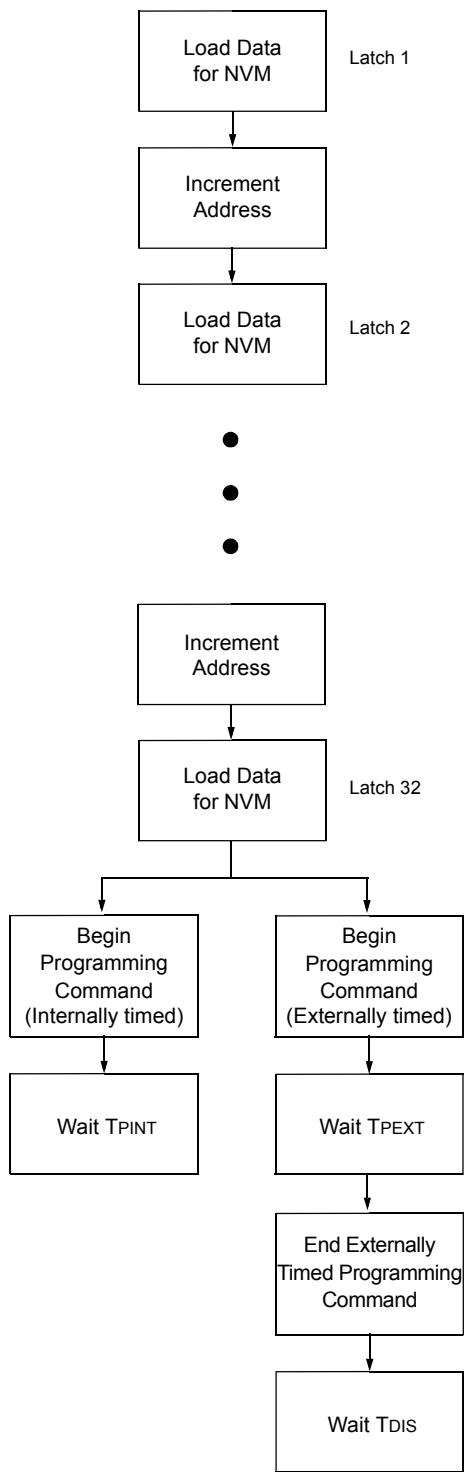 Load Data
for NVM
Latch 1
Increment
Address
Load Data
for NVM
Latch 2
Increment
Address
Load Data
for NVM
Latch 32
Begin
Programming
Command
(Internally timed)
Begin
Programming
Command
(Externally timed)
Wait TPINT
Wait TPEXT
End Externally
Timed Programming
Command
Wait TDIS